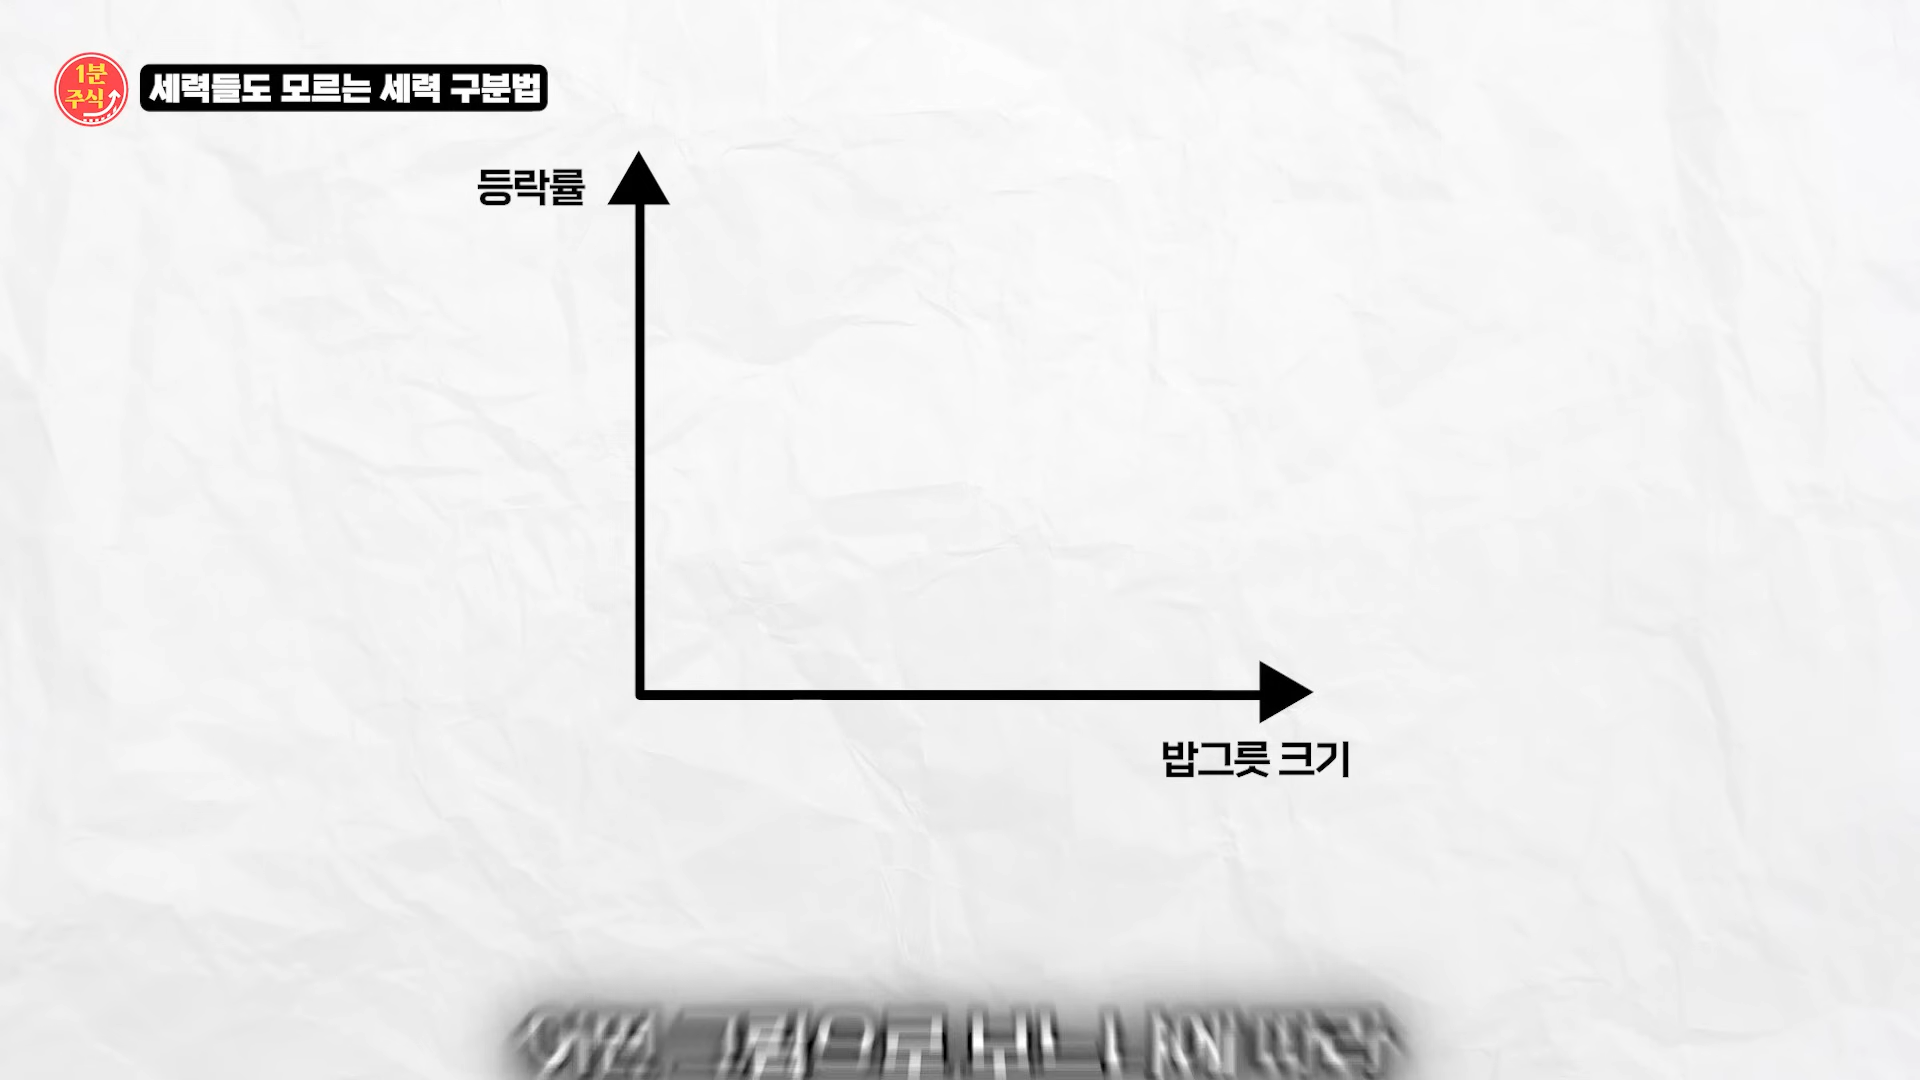 1분
주식
세력들도 모르는 세력 구분법
등락률
밥그릇 크기